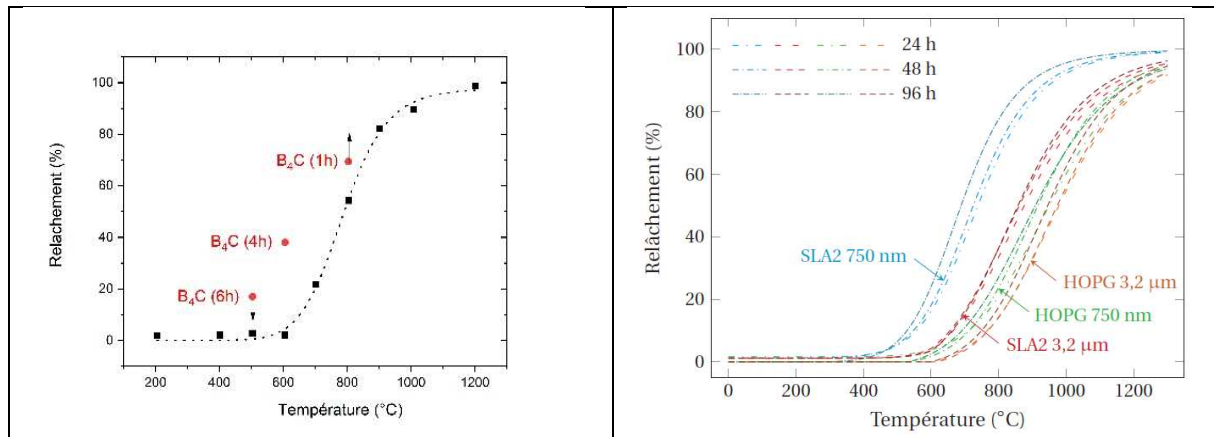 100
80
60
40
20
0
Relachement (%)
B₄C (1h)
B₄C (4h)
B₄C (6h)
200 400 600 800 1000 1200
Température (°C)
24 h
48 h
96 h
100
80
60
40
20
0
Relâchement (%)
SLA2 750 nm
HOPG 3,2 µm
HOPG 750 nm
SLA2 3,2 µm
0 200 400 600 800 1000 1200
Température (°C)